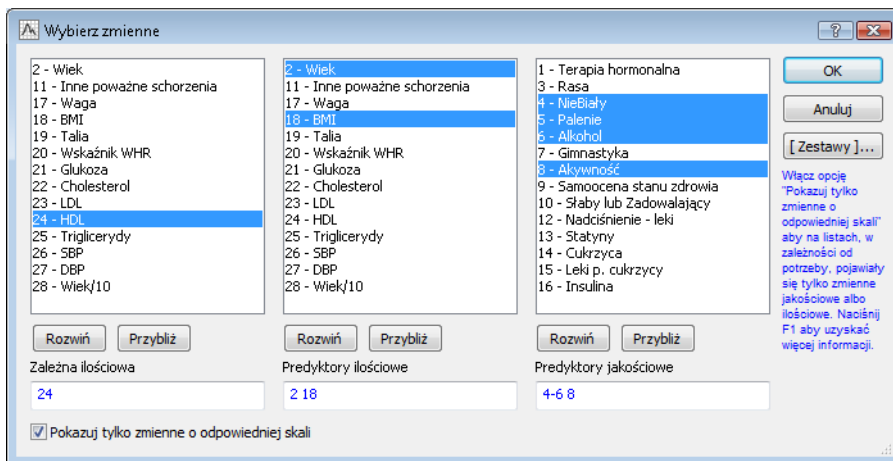 Wybierz zmienne
2 - Wiek
11 - Inne poważne schorzenia
17 - Waga
18 - BMI
19 - Talia
20 - Wskaźnik WHR
21 - Glukoza
22 - Cholesterol
23 - LDL
24 - HDL
25 - Triglicerydy
26 - SBP
27 - DBP
28 - Wiek/10
Rozwiń
Przybliż
Zależna ilościowa
24
2 - Wiek
11 - Inne poważne schorzenia
17 - Waga
18 - BMI
19 - Talia
20 - Wskaźnik WHR
21 - Glukoza
22 - Cholesterol
23 - LDL
24 - HDL
25 - Triglicerydy
26 - SBP
27 - DBP
28 - Wiek/10
Rozwiń
Przybliż
Predyktory ilościowe
2 18
1 - Terapia hormonalna
3 - Rasa
4 - NieBiały
5 - Palenie
6 - Alkohol
7 - Gimnastyka
8 - Akywność
9 - Samoocena stanu zdrowia
10 - Słaby lub Zadowalający
12 - Nadciśnienie - leki
13 - Statyny
14 - Cukrzyca
15 - Leki p. cukrzycy
16 - Insulina
Rozwiń
Przybliż
Predyktory jakościowe
4-6 8
OK
Anuluj
[ Zestawy ]...
Włącz opcję
"Pokazuj tylko
zmienne o
odpowiedniej skali"
aby na listach, w
zależności od
potrzeby, pojawiały
się tylko zmienne
jakościowe albo
ilościowe. Naciśnij
F1 aby uzyskać
więcej informacji.
Pokazuj tylko zmienne o odpowiedniej skali